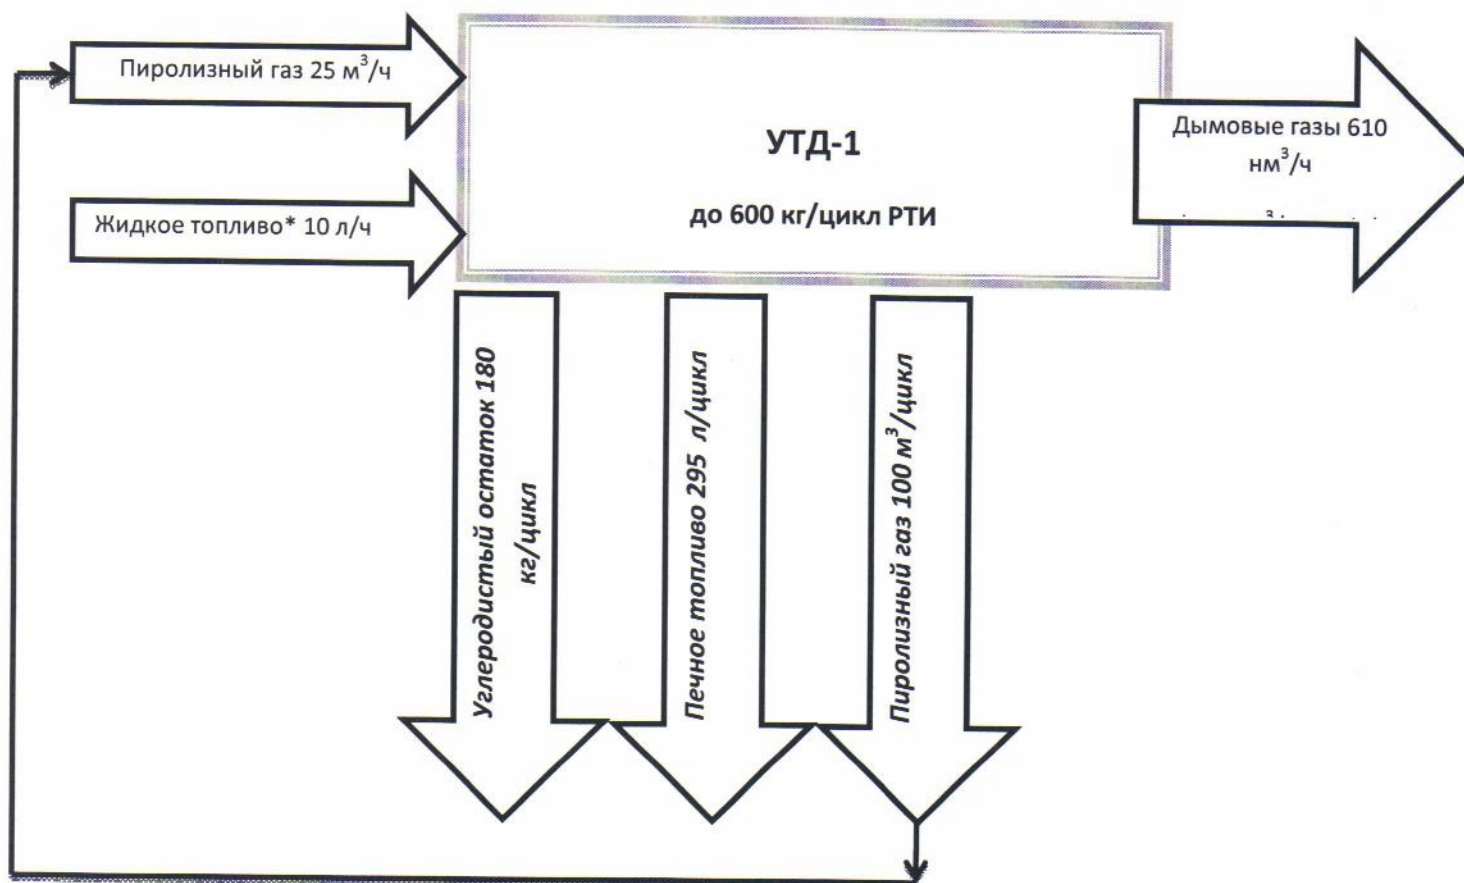 Пиролизный газ 25 м³/ч
Жидкое топливо* 10 л/ч
УТД-1
до 600 кг/цикл РТИ
Дымовые газы 610
нм³/ч
Углеродистый остаток 180
кг/цикл
Печное топливо 295 л/цикл
Пиролизный газ 100 м³/цикл